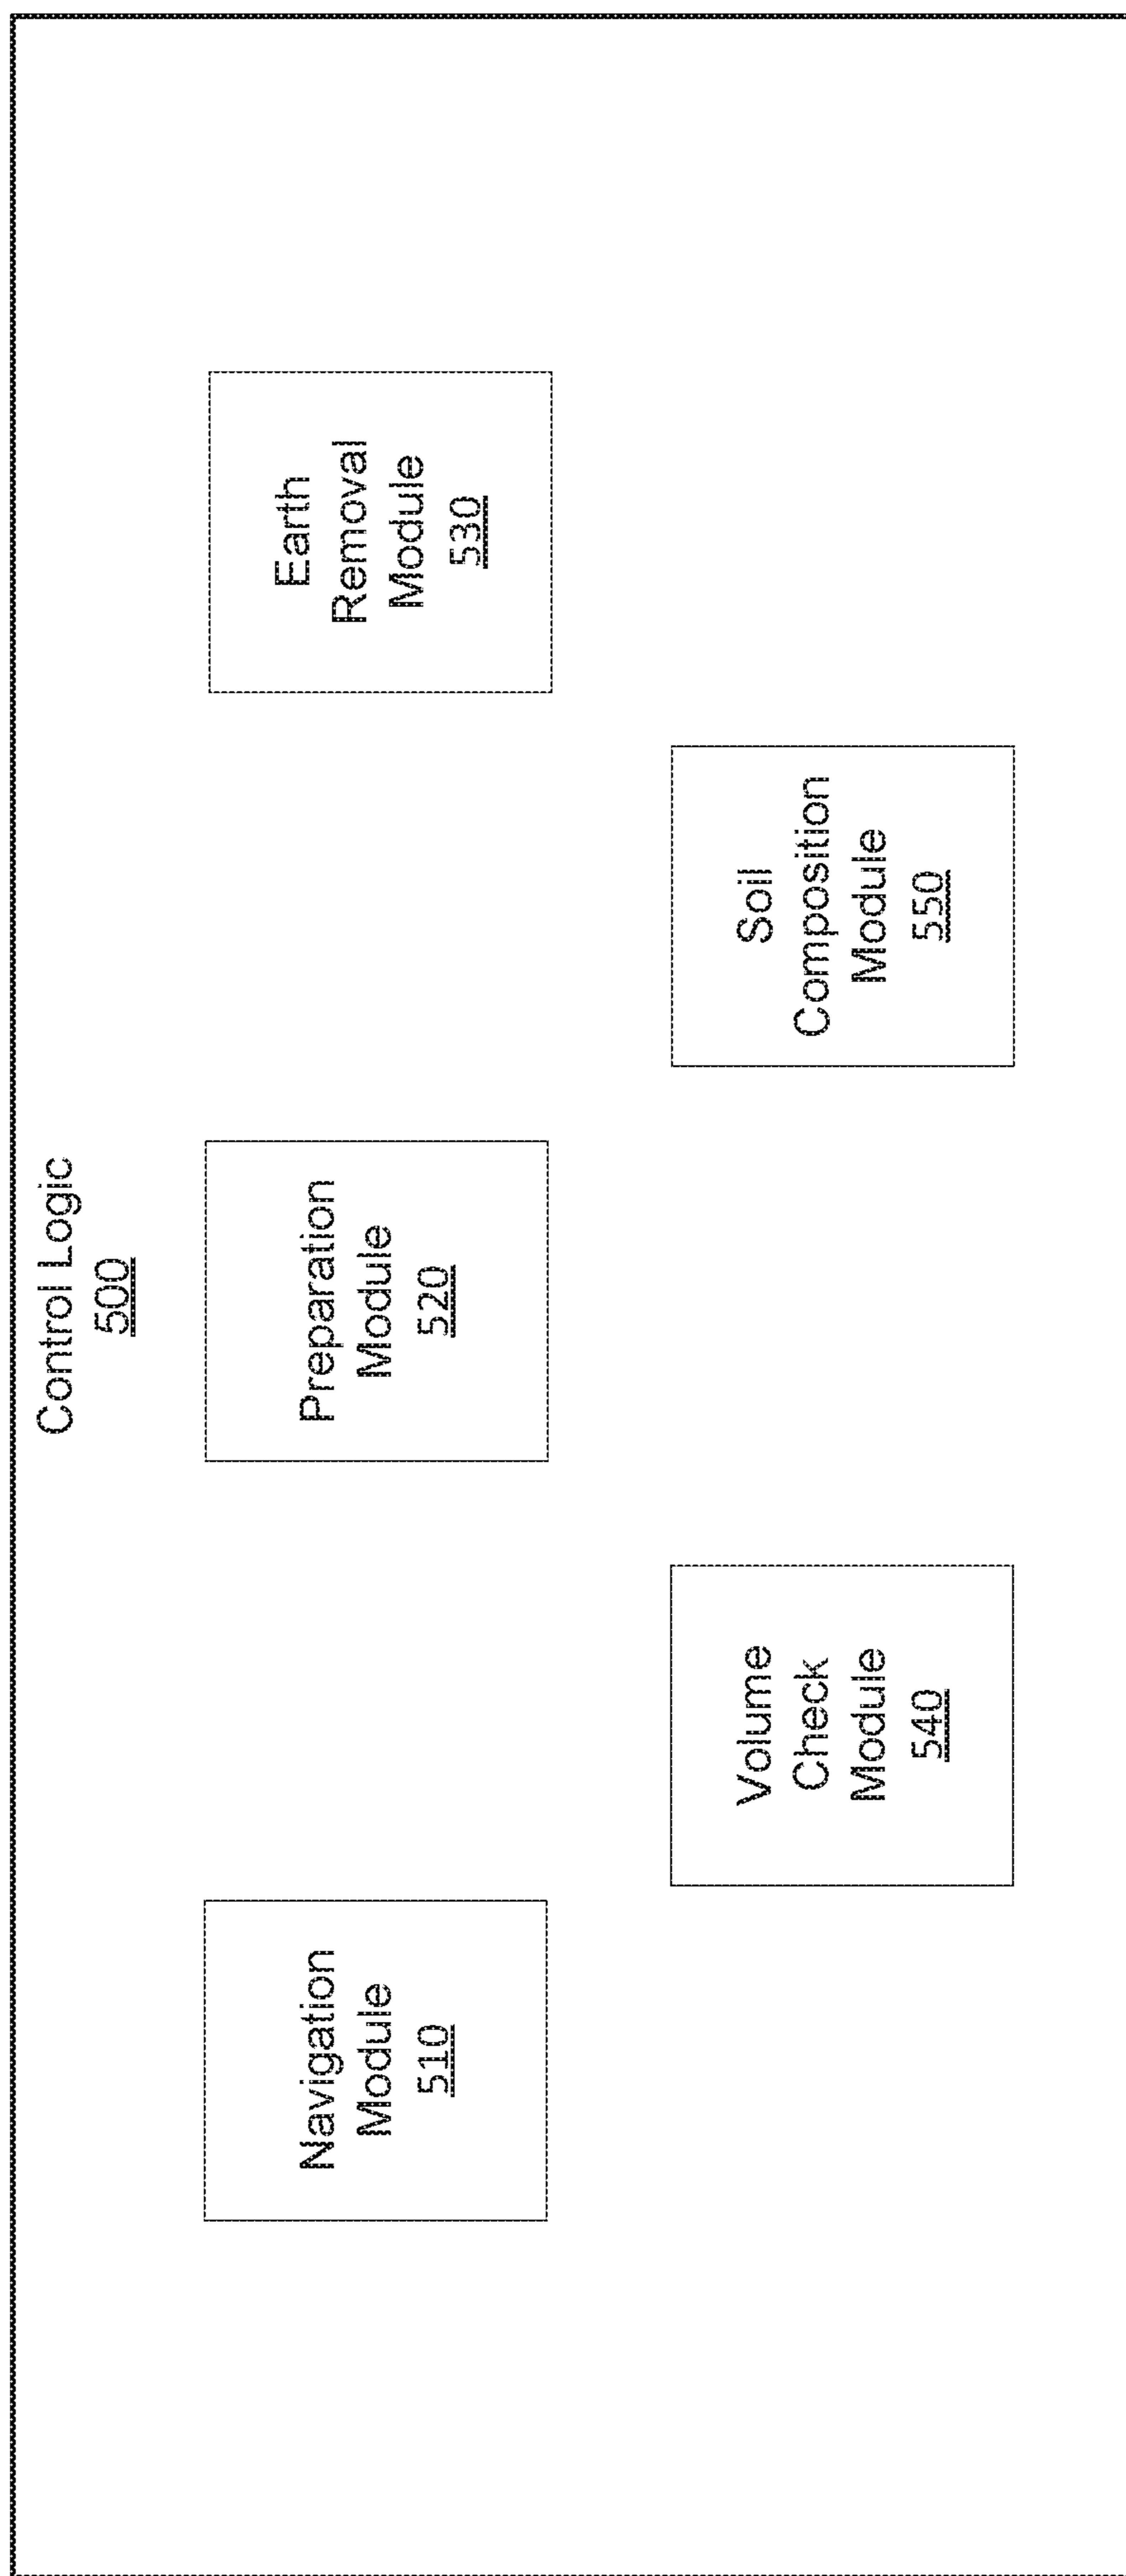 Control Logic
500
Navigation
Module
510
Preparation
Module
520
Earth
Removal
Module
530
Volume
Check
Module
540
Soil
Composition
Module
550